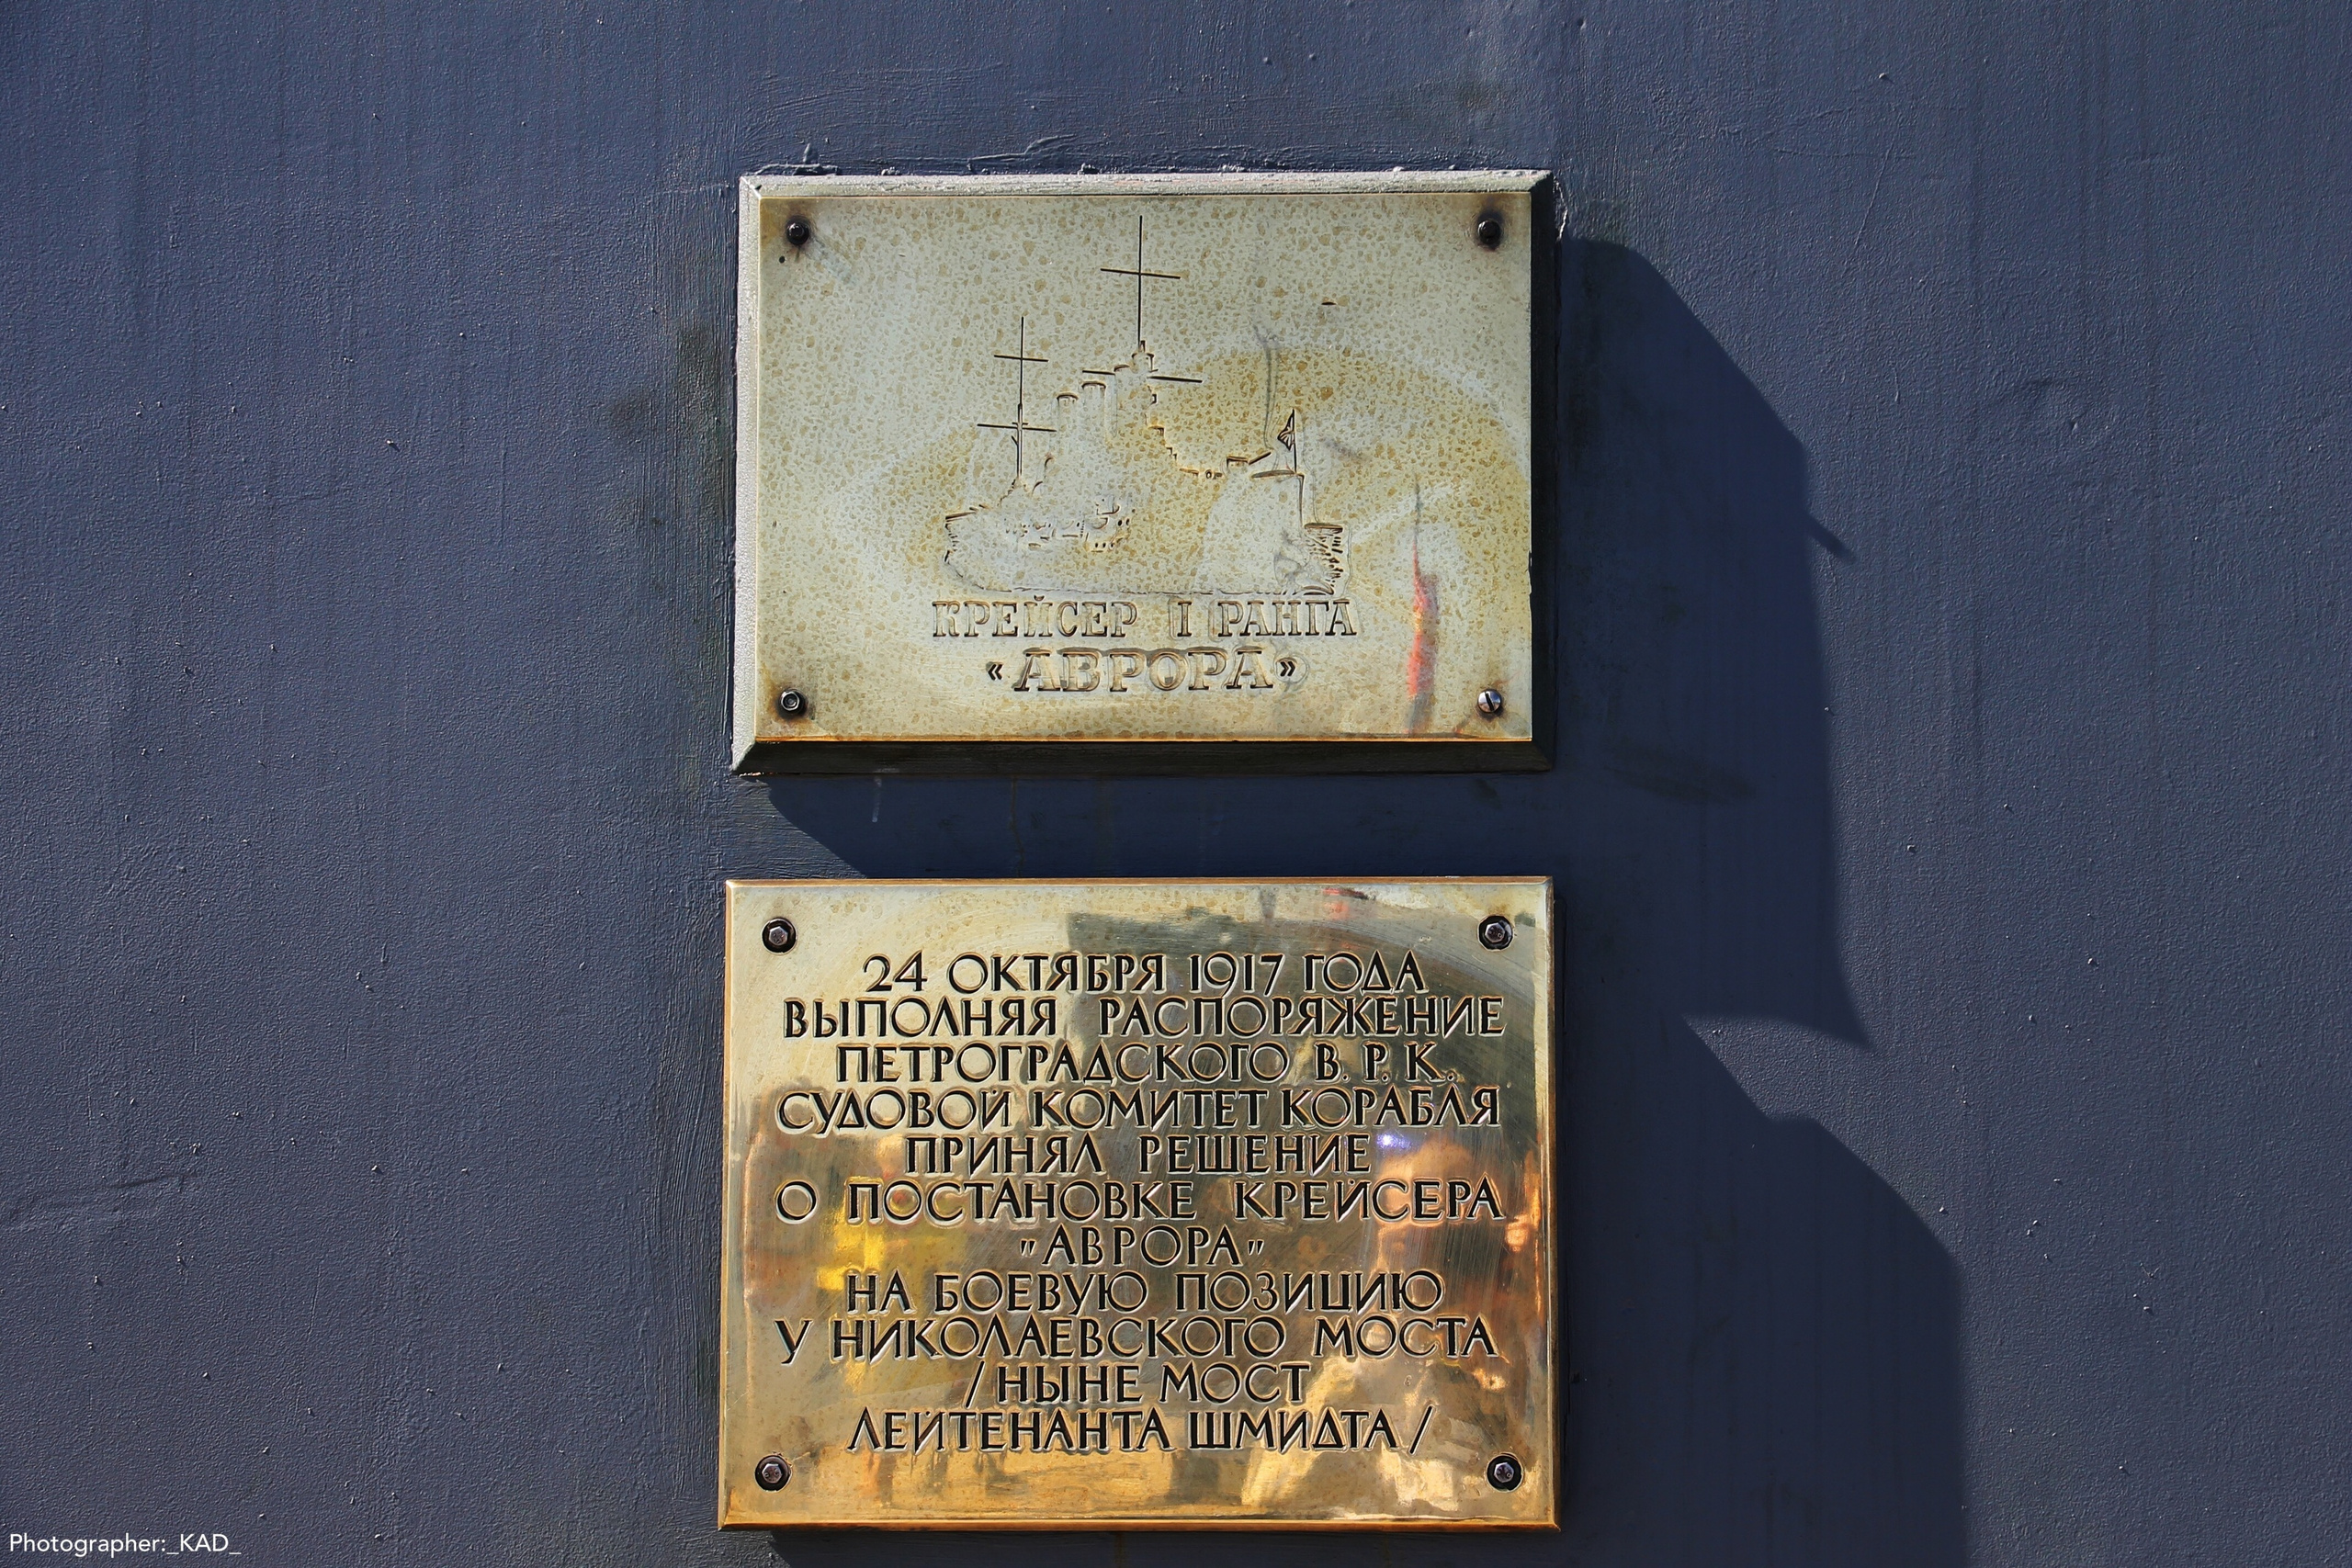 КРЕЙСЕР I РАНГА
«АВРОРА»
24 ОКТЯБРЯ 1917 ГОДА
ВЫПОЛНЯЯ РАСПОРЯЖЕНИЕ
ПЕТРОГРАДСКОГО В. Р. К.
СУДОВОЙ КОМИТЕТ КОРАБЛЯ
ПРИНЯЛ РЕШЕНИЕ
О ПОСТАНОВКЕ КРЕЙСЕРА
"АВРОРА"
НА БОЕВУЮ ПОЗИЦИЮ
У НИКОЛАЕВСКОГО МОСТА
/НЫНЕ МОСТ
ЛЕЙТЕНАНТА ШМИДТА/
Photographer:_KAD_